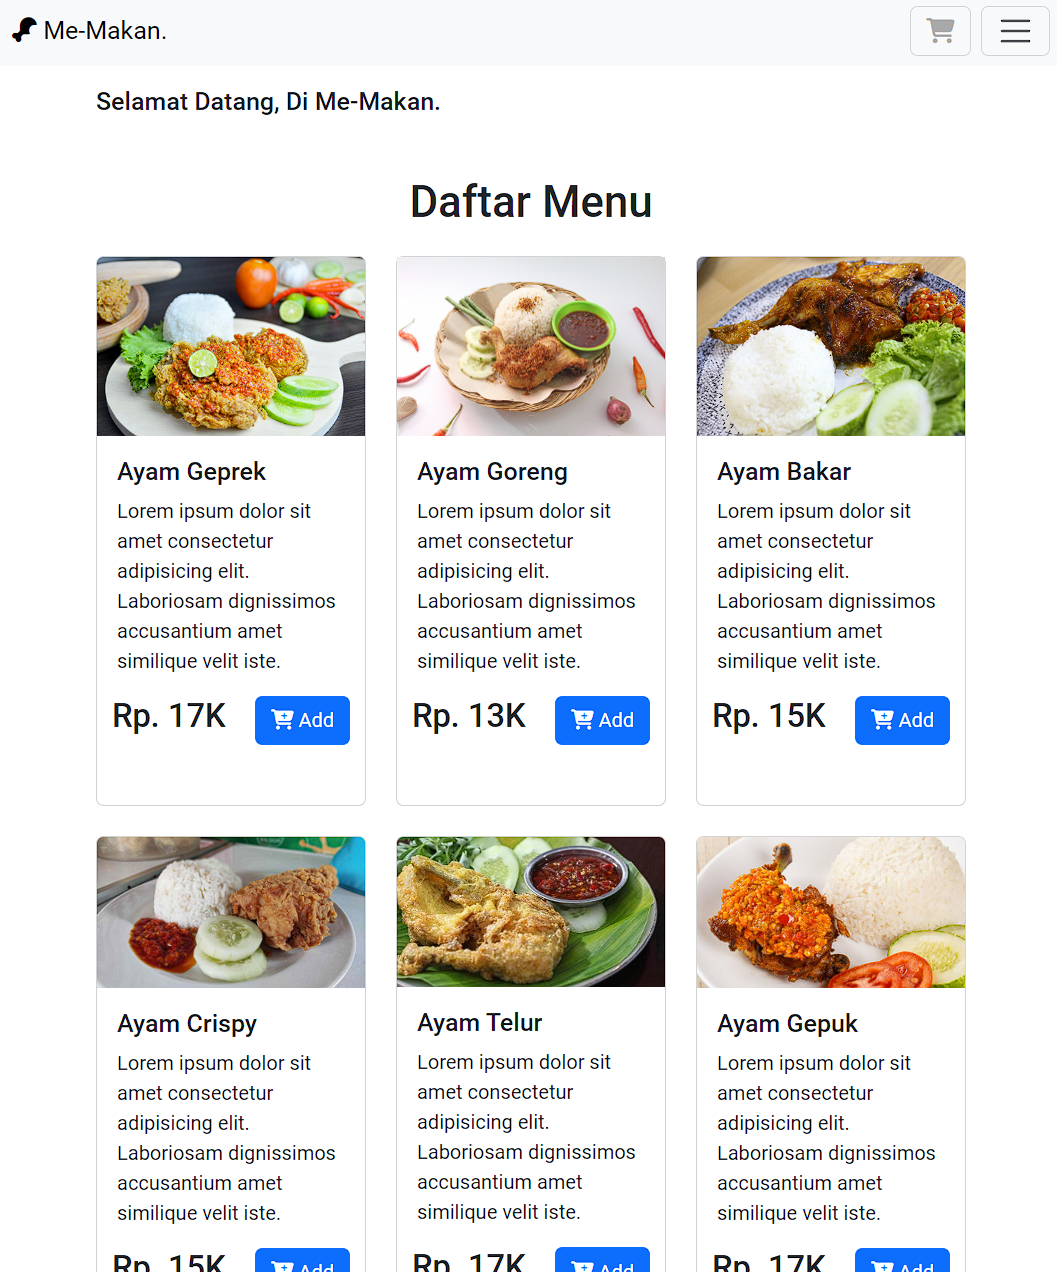 Me-Makan.
Selamat Datang, Di Me-Makan.
Daftar Menu
Ayam Geprek
Lorem ipsum dolor sit
amet consectetur
adipisicing elit.
Laboriosam dignissimos
accusantium amet
similique velit iste.
Rp. 17K
Add
Ayam Goreng
Lorem ipsum dolor sit
amet consectetur
adipisicing elit.
Laboriosam dignissimos
accusantium amet
similique velit iste.
Rp. 13K
Add
Ayam Bakar
Lorem ipsum dolor sit
amet consectetur
adipisicing elit.
Laboriosam dignissimos
accusantium amet
similique velit iste.
Rp. 15K
Add
Ayam Crispy
Lorem ipsum dolor sit
amet consectetur
adipisicing elit.
Laboriosam dignissimos
accusantium amet
similique velit iste.
Rp. 15K
Add
Ayam Telur
Lorem ipsum dolor sit
amet consectetur
adipisicing elit.
Laboriosam dignissimos
accusantium amet
similique velit iste.
Rp. 17K
Add
Ayam Gepuk
Lorem ipsum dolor sit
amet consectetur
adipisicing elit.
Laboriosam dignissimos
accusantium amet
similique velit iste.
Rp. 17K
Add